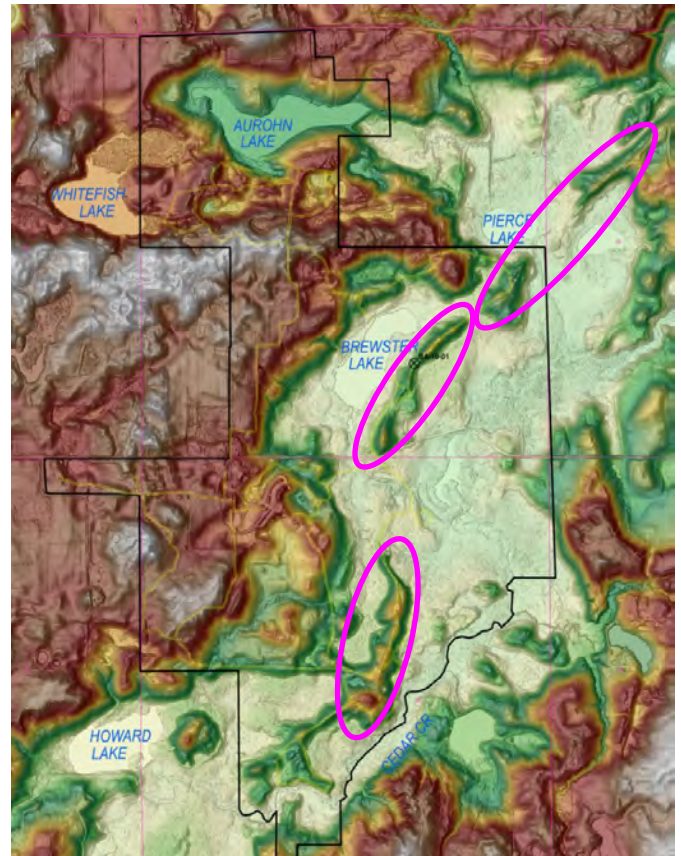 AUROHN
LAKE
WHITEFISH
LAKE
PIERCE
LAKE
BREWSTER
LAKE
HOWARD
LAKE
CEDAR CR